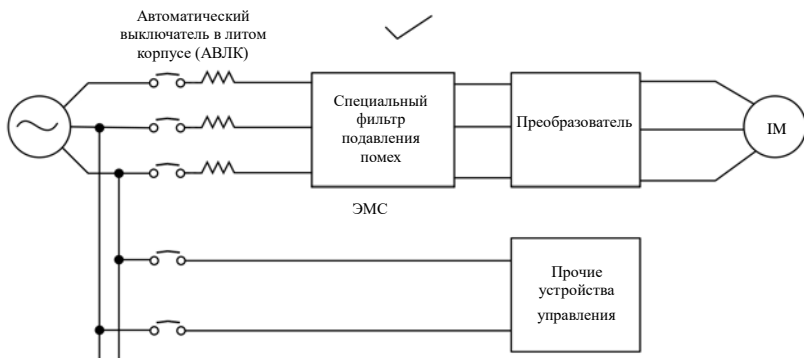 Автоматический
выключатель в литом
корпусе (АВЛК)
Специальный
фильтр
подавления
помех
Преобразователь
IM
ЭМС
Прочие
устройства
управления